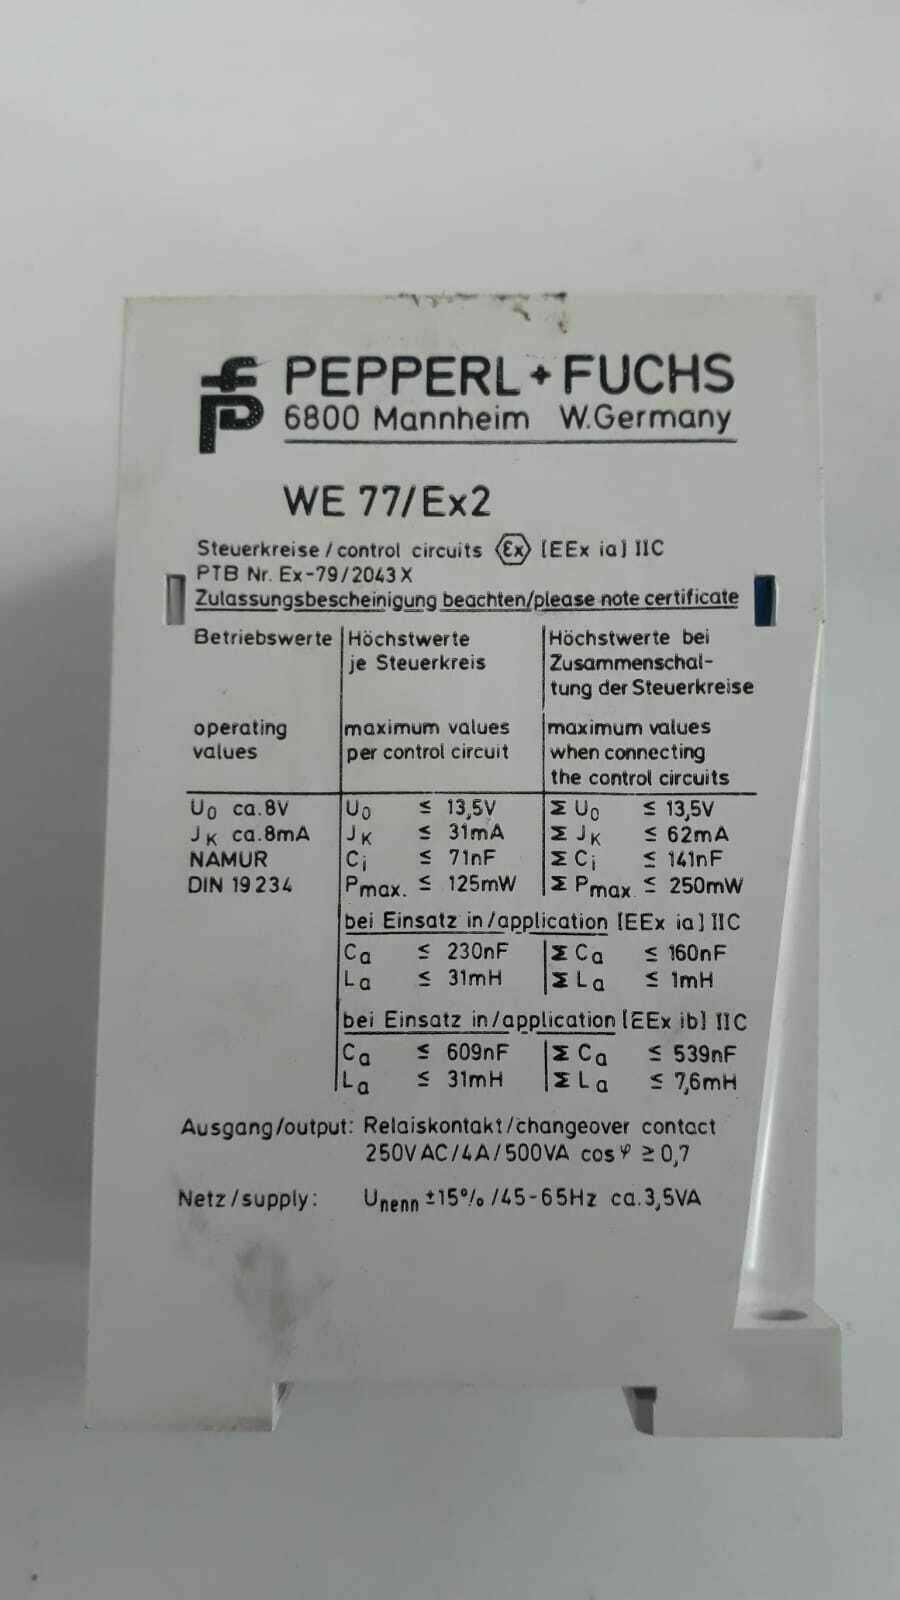 PEPPERL + FUCHS
6800 Mannheim W.Germany
WE 77/Ex2
Steuerkreise / control circuits Ex [EEx ia] IIC
PTB Nr. Ex-79/2043 X
Zulassungsbescheinigung beachten/please note certificate
Betriebswerte Höchstwerte Höchstwerte bei
je Steuerkreis Zusammenschal-
tung der Steuerkreise
operating maximum values maximum values
values per control circuit when connecting
the control circuits
U₀ ca.8V U₀ ≤ 13,5V Σ U₀ ≤ 13,5V
JK ca.8mA JK ≤ 31mA Σ JK ≤ 62mA
NAMUR Ci ≤ 71nF Σ Ci ≤ 141nF
DIN 19234 Pmax. ≤ 125mW Σ Pmax. ≤ 250mW
bei Einsatz in/application [EEx ia] IIC
Ca ≤ 230nF Σ Ca ≤ 160nF
La ≤ 31mH Σ La ≤ 1mH
bei Einsatz in/application [EEx ib] IIC
Ca ≤ 609nF Σ Ca ≤ 539nF
La ≤ 31mH Σ La ≤ 7,6mH
Ausgang/output: Relaiskontakt/changeover contact
250V AC/4A/500VA cos φ ≥ 0,7
Netz/supply: Unenn ±15%/45-65Hz ca.3,5VA